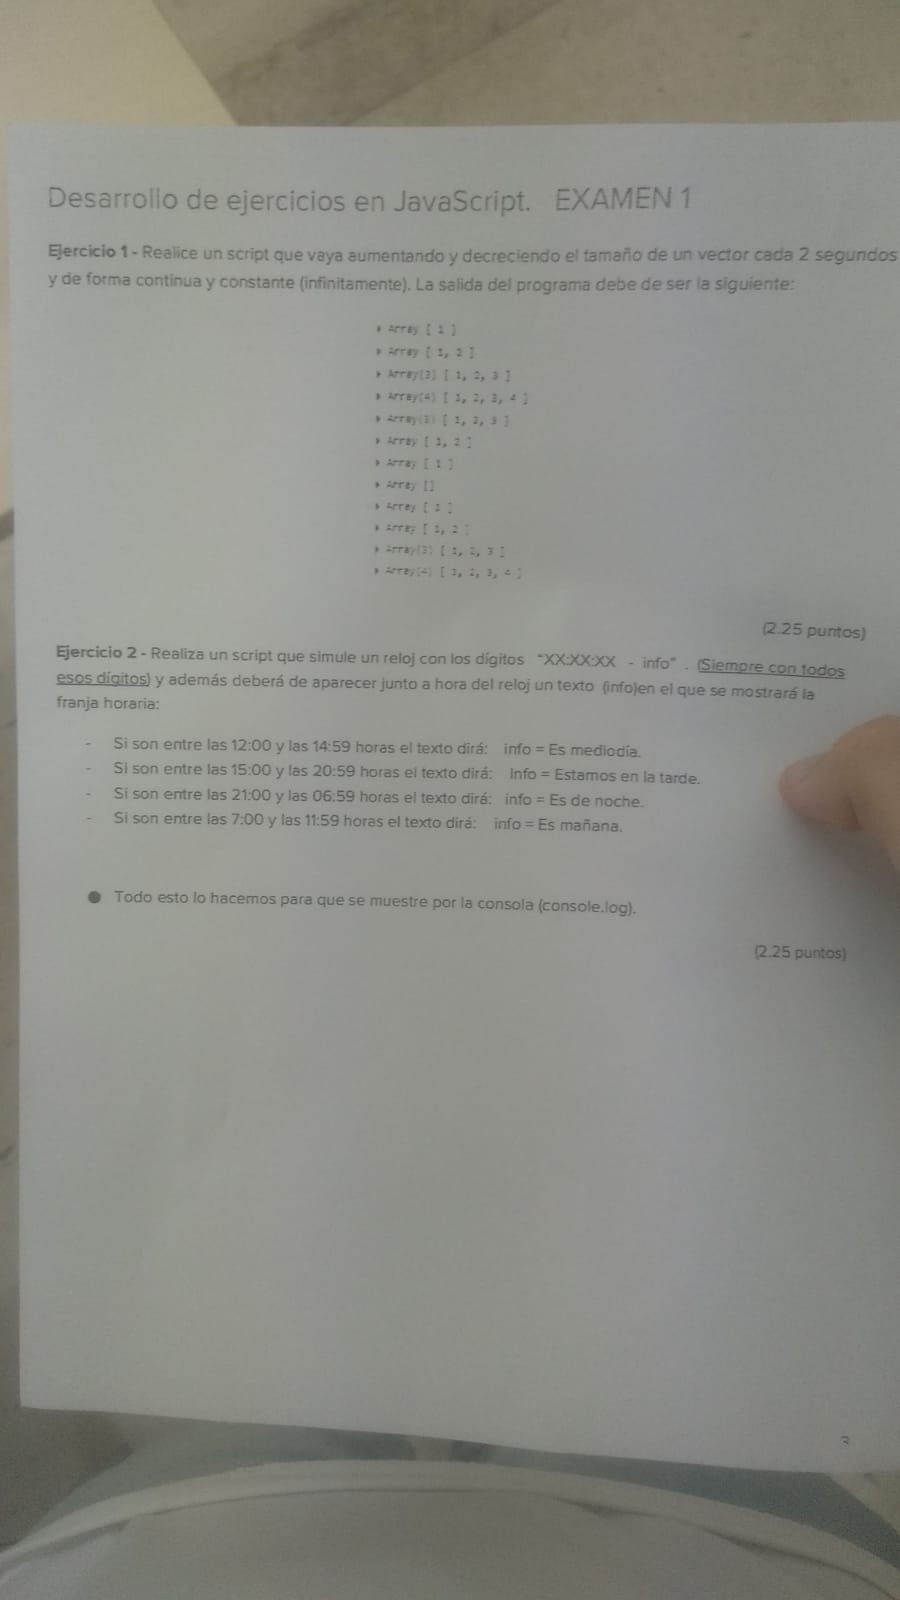 Desarrollo de ejercicios en JavaScript. EXAMEN 1
Ejercicio 1 - Realice un script que vaya aumentando y decreciendo el tamaño de un vector cada 2 segundos
y de forma continua y constante (infinitamente). La salida del programa debe de ser la siguiente:
▸ Array [ 1 ]
▸ Array [ 1, 2 ]
▸ Array(3) [ 1, 2, 3 ]
▸ Array(4) [ 1, 2, 3, 4 ]
▸ Array(3) [ 1, 2, 3 ]
▸ Array [ 1, 2 ]
▸ Array [ 1 ]
▸ Array []
▸ Array [ 1 ]
▸ Array [ 1, 2 ]
▸ Array(3) [ 1, 2, 3 ]
▸ Array(4) [ 1, 2, 3, 4 ]
(2.25 puntos)
Ejercicio 2 - Realiza un script que simule un reloj con los dígitos “XX:XX:XX - info” . (Siempre con todos
esos dígitos) y además deberá de aparecer junto a hora del reloj un texto (info)en el que se mostrará la
franja horaria:
- Si son entre las 12:00 y las 14:59 horas el texto dirá: info = Es mediodía.
- Si son entre las 15:00 y las 20:59 horas el texto dirá: Info = Estamos en la tarde.
- Si son entre las 21:00 y las 06:59 horas el texto dirá: info = Es de noche.
- Si son entre las 7:00 y las 11:59 horas el texto dirá: info = Es mañana.
● Todo esto lo hacemos para que se muestre por la consola (console.log).
(2.25 puntos)